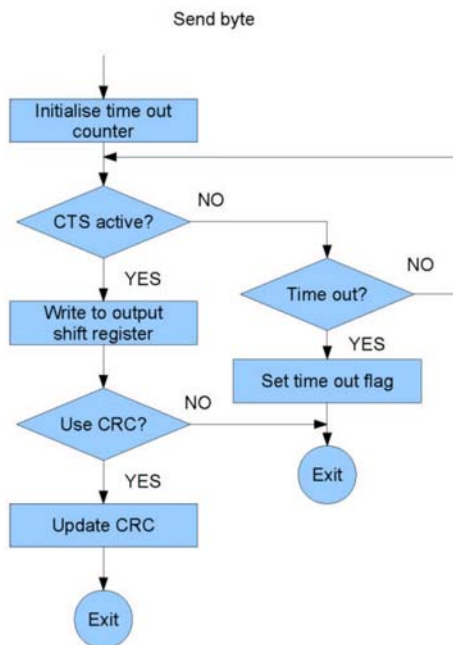 Send byte
Initialise time out
counter
CTS active?
NO
YES
Time out?
NO
Write to output
shift register
YES
Set time out flag
Use CRC?
NO
Exit
YES
Update CRC
Exit